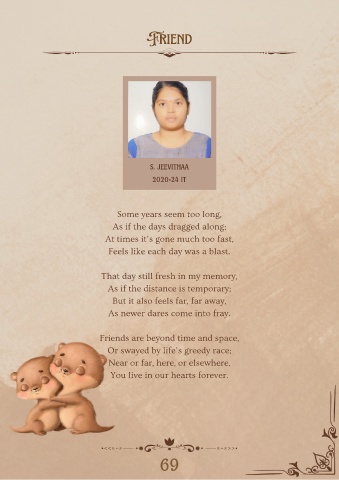 Friend
S. JEEVITHAA
2020-24 IT
Some years seem too long,
As if the days dragged along;
At times it's gone much too fast,
Feels like each day was a blast.
That day still fresh in my memory,
As if the distance is temporary;
But it also feels far, far away,
As newer dares come into fray.
Friends are beyond time and space,
Or swayed by life's greedy race;
Near or far, here, or elsewhere,
You live in our hearts forever.
69